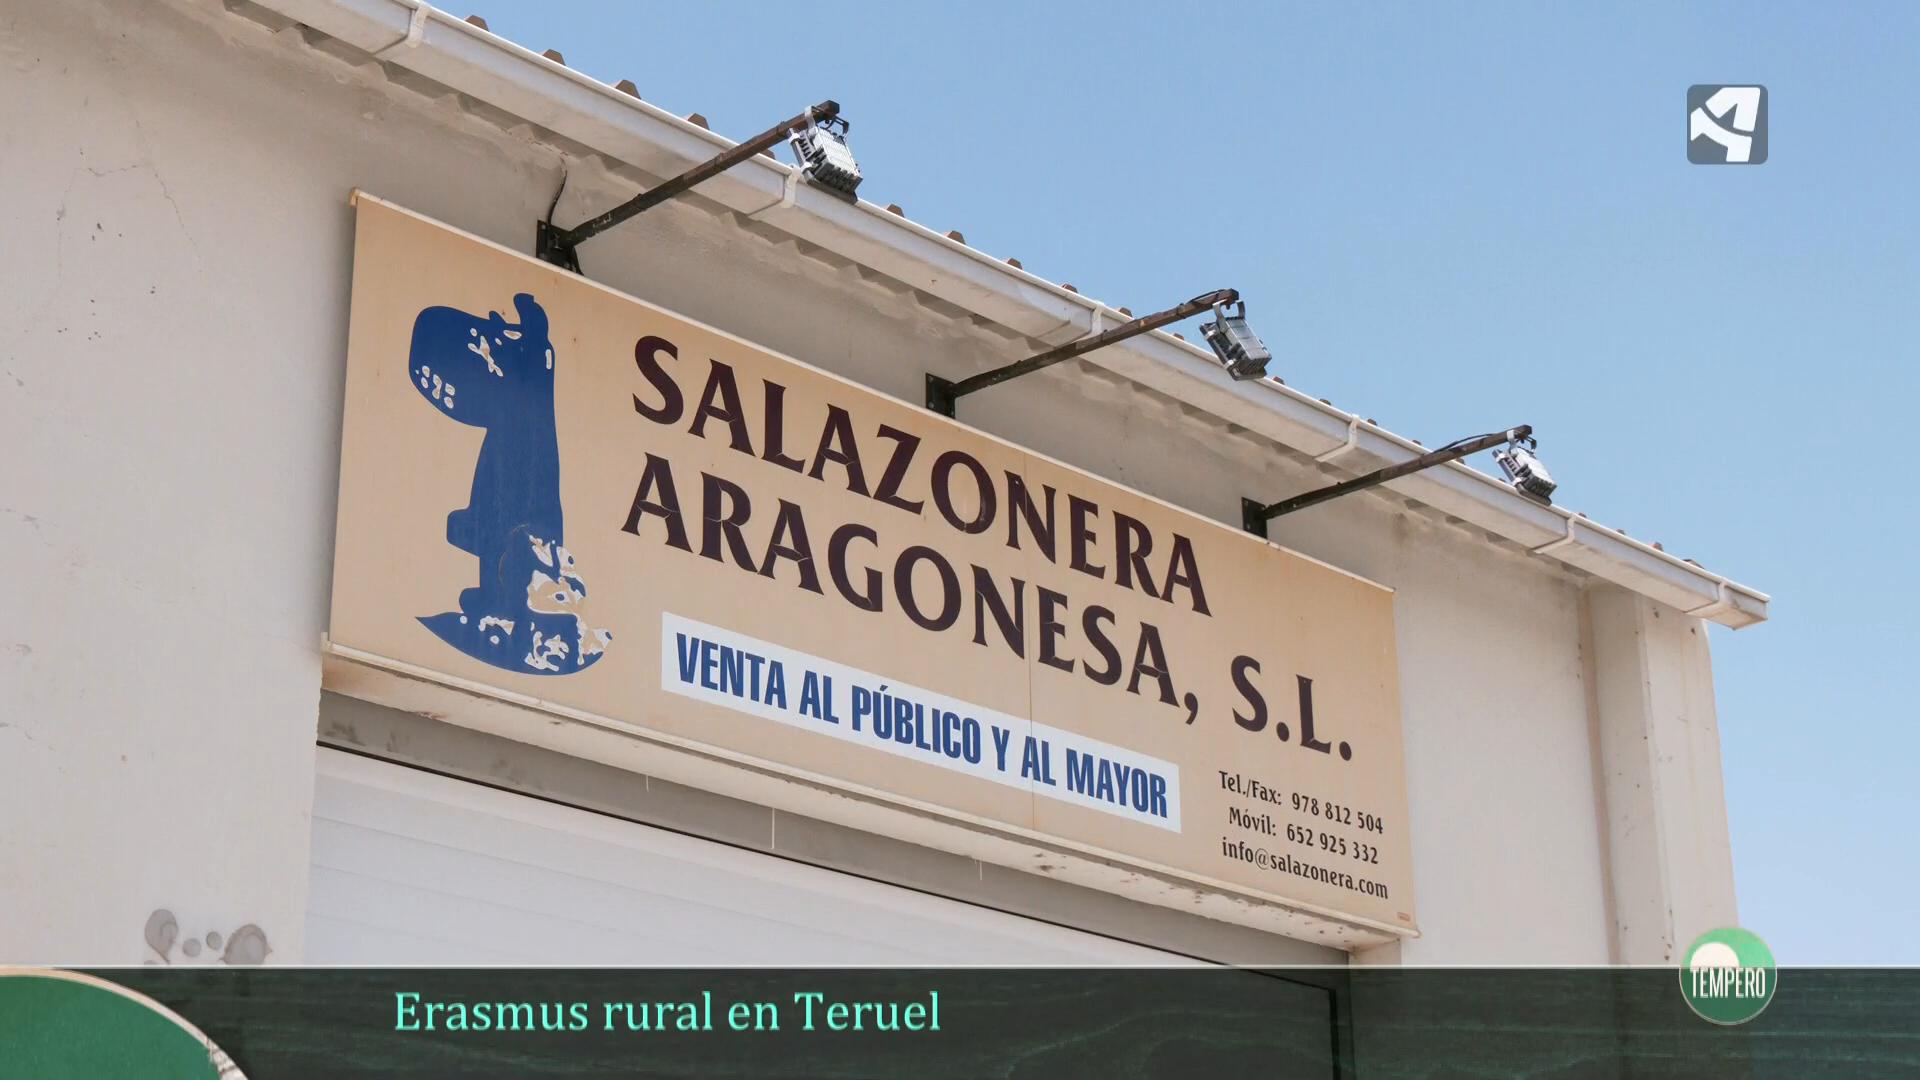 SALAZONERA
ARAGONESA, S.L.
VENTA AL PÚBLICO Y AL MAYOR
Tel./Fax: 978 812 504
Móvil: 652 925 332
info@salazonera.com
TEMPERO
Erasmus rural en Teruel